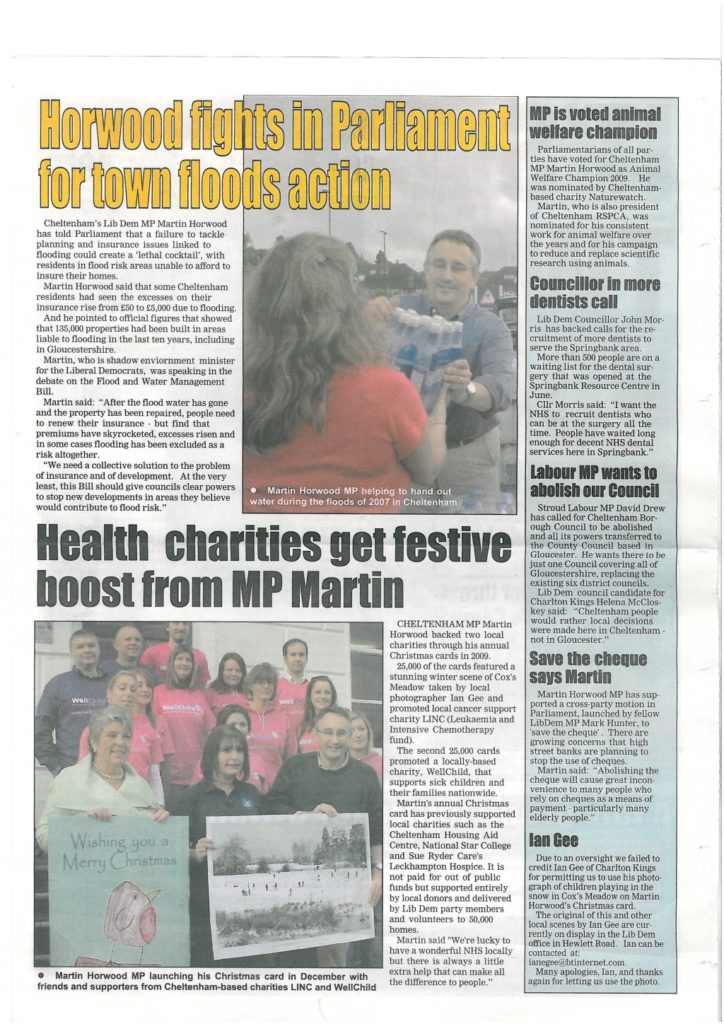 Horwood fights in Parliament
for town floods action
Cheltenham's Lib Dem MP Martin Horwood
has told Parliament that a failure to tackle
planning and insurance issues linked to
flooding could create a 'lethal cocktail', with
residents in flood risk areas unable to afford to
insure their homes.
Martin Horwood said that some Cheltenham
residents had seen the excesses on their
insurance rise from £50 to £5,000 due to flooding.
And he pointed to official figures that showed
that 135,000 properties had been built in areas
liable to flooding in the last ten years, including
in Gloucestershire.
Martin, who is shadow enviornment minister
for the Liberal Democrats, was speaking in the
debate on the Flood and Water Management
Bill.
Martin said: "After the flood water has gone
and the property has been repaired, people need
to renew their insurance - but find that
premiums have skyrocketed, excesses risen and
in some cases flooding has been excluded as a
risk altogether.
"We need a collective solution to the problem
of insurance and of development. At the very
least, this Bill should give councils clear powers
to stop new developments in areas they believe
would contribute to flood risk."
● Martin Horwood MP helping to hand out
water during the floods of 2007 in Cheltenham
Health charities get festive
boost from MP Martin
WellChild
WellChild
Wishing you a
Merry Christmas
● Martin Horwood MP launching his Christmas card in December with
friends and supporters from Cheltenham-based charities LINC and WellChild
CHELTENHAM MP Martin
Horwood backed two local
charities through his annual
Christmas cards in 2009.
25,000 of the cards featured a
stunning winter scene of Cox's
Meadow taken by local
photographer Ian Gee and
promoted local cancer support
charity LINC (Leukaemia and
Intensive Chemotherapy
fund).
The second 25,000 cards
promoted a locally-based
charity, WellChild, that
supports sick children and
their families nationwide.
Martin's annual Christmas
card has previously supported
local charities such as the
Cheltenham Housing Aid
Centre, National Star College
and Sue Ryder Care's
Leckhampton Hospice. It is
not paid for out of public
funds but supported entirely
by local donors and delivered
by Lib Dem party members
and volunteers to 50,000
homes.
Martin said "We're lucky to
have a wonderful NHS locally
but there is always a little
extra help that can make all
the difference to people."
MP is voted animal
welfare champion
Parliamentarians of all par-
ties have voted for Cheltenham
MP Martin Horwood as Animal
Welfare Champion 2009. He
was nominated by Cheltenham-
based charity Naturewatch.
Martin, who is also president
of Cheltenham RSPCA, was
nominated for his consistent
work for animal welfare over
the years and for his campaign
to reduce and replace scientific
research using animals.
Councillor in more
dentists call
Lib Dem Councillor John Mor-
ris has backed calls for the re-
cruitment of more dentists to
serve the Springbank area.
More than 500 people are on a
waiting list for the dental sur-
gery that was opened at the
Springbank Resource Centre in
June.
Cllr Morris said: "I want the
NHS to recruit dentists who
can be at the surgery all the
time. People have waited long
enough for decent NHS dental
services here in Springbank."
Labour MP wants to
abolish our Council
Stroud Labour MP David Drew
has called for Cheltenham Bor-
ough Council to be abolished
and all its powers transferred to
the County Council based in
Gloucester. He wants there to be
just one Council covering all of
Gloucestershire, replacing the
existing six district councils.
Lib Dem council candidate for
Charlton Kings Helena McClos-
key said: "Cheltenham people
would rather local decisions
were made here in Cheltenham -
not in Gloucester."
Save the cheque
says Martin
Martin Horwood MP has sup-
ported a cross-party motion in
Parliament, launched by fellow
LibDem MP Mark Hunter, to
'save the cheque'. There are
growing concerns that high
street banks are planning to
stop the use of cheques.
Martin said: "Abolishing the
cheque will cause great incon-
venience to many people who
rely on cheques as a means of
payment - particularly many
elderly people."
Ian Gee
Due to an oversight we failed to
credit Ian Gee of Charlton Kings
for permitting us to use his pho-
tograph of children playing in the
snow in Cox's Meadow on Martin
Horwood's Christmas card.
The original of this and other
local scenes by Ian Gee are cur-
rently on display in the Lib Dem
office in Hewlett Road. Ian can be
contacted at:
ianegee@btinternet.com.
Many apologies, Ian, and thanks
again for letting us use the photo.